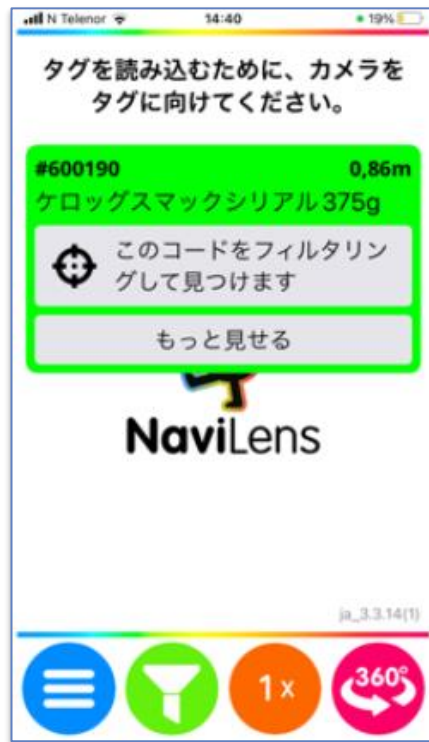 N Telenor 14:40 19%
タグを読み込むために、カメラを
タグに向けてください。
#600190 0,86m
ケロッグスマックシリアル375g
このコードをフィルタリン
グして見つけます
もっと見せる
NaviLens
ja_3.3.14(1)
1x 360°